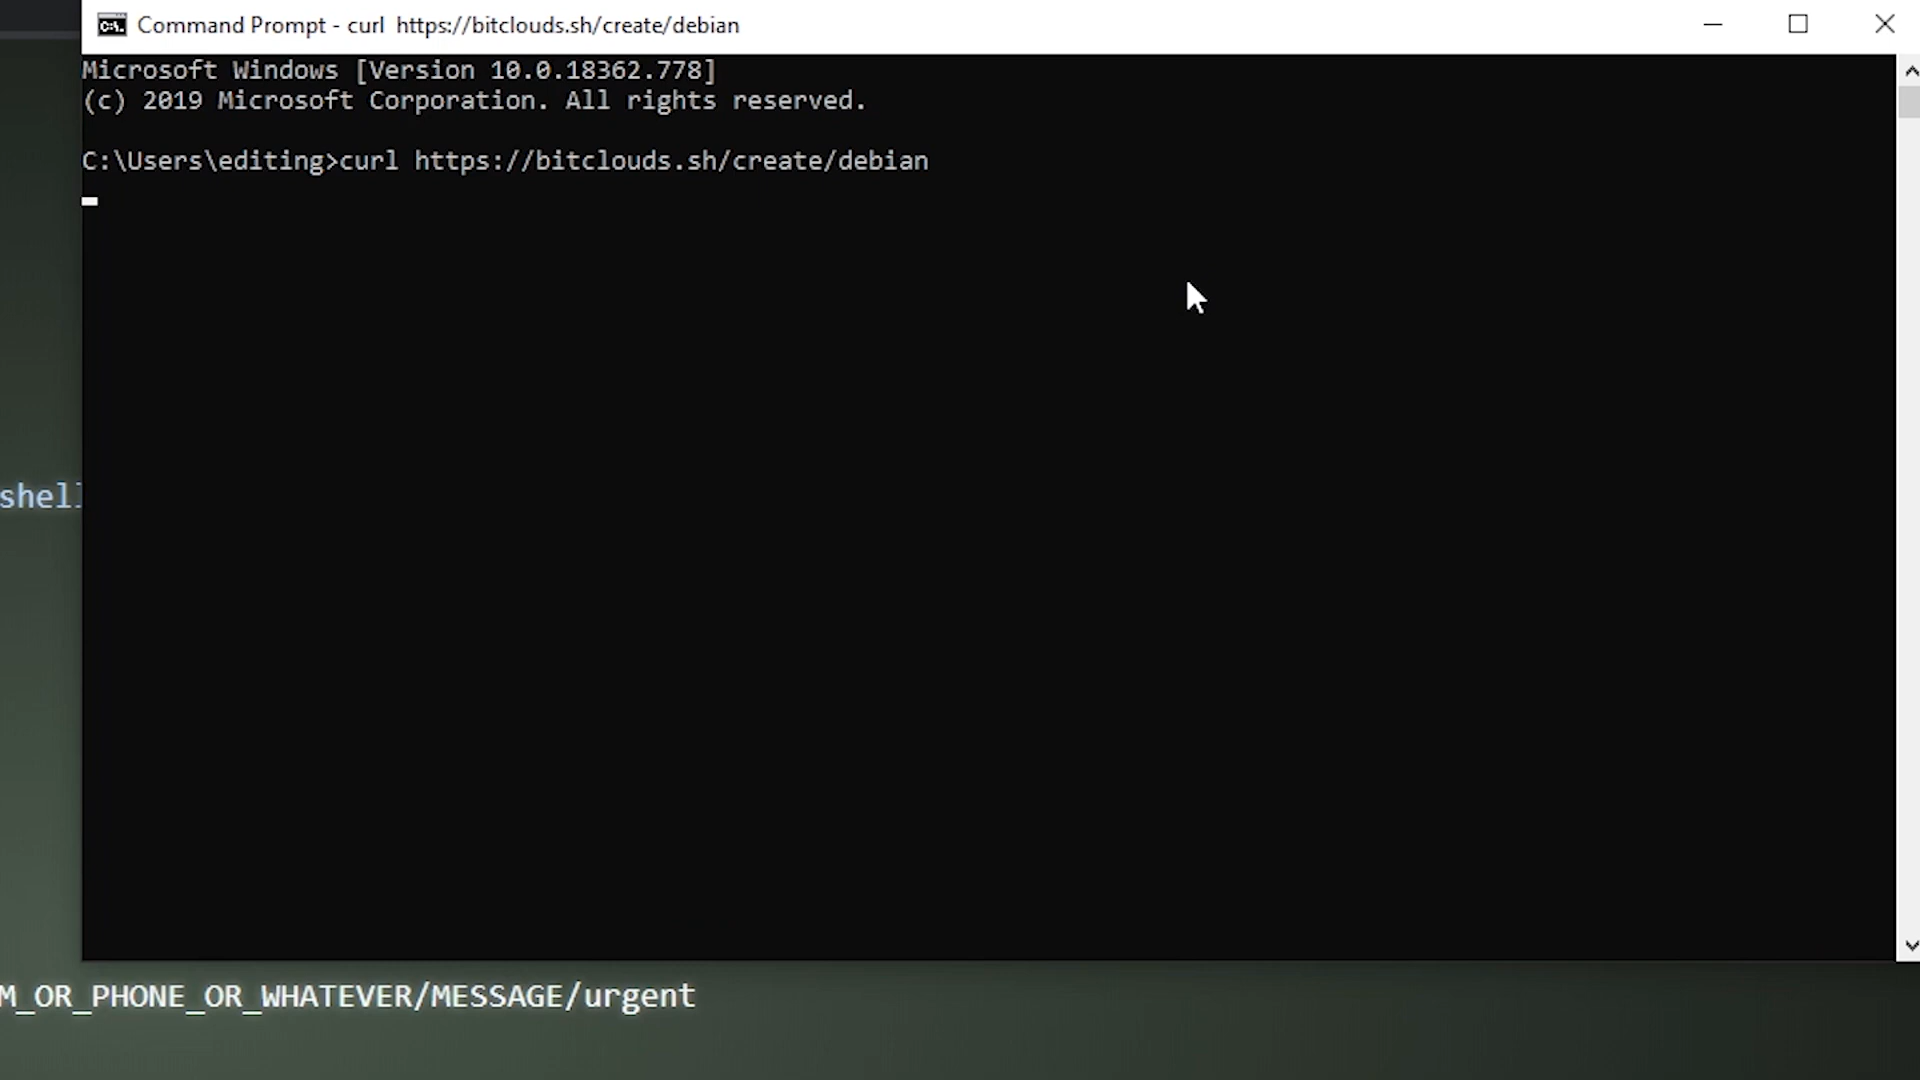 Command Prompt - curl  https://bitclouds.sh/create/debian
Microsoft Windows [Version 10.0.18362.778]
(c) 2019 Microsoft Corporation. All rights reserved.
C:\Users\editing>curl https://bitclouds.sh/create/debian
shell
M_OR_PHONE_OR_WHATEVER/MESSAGE/urgent